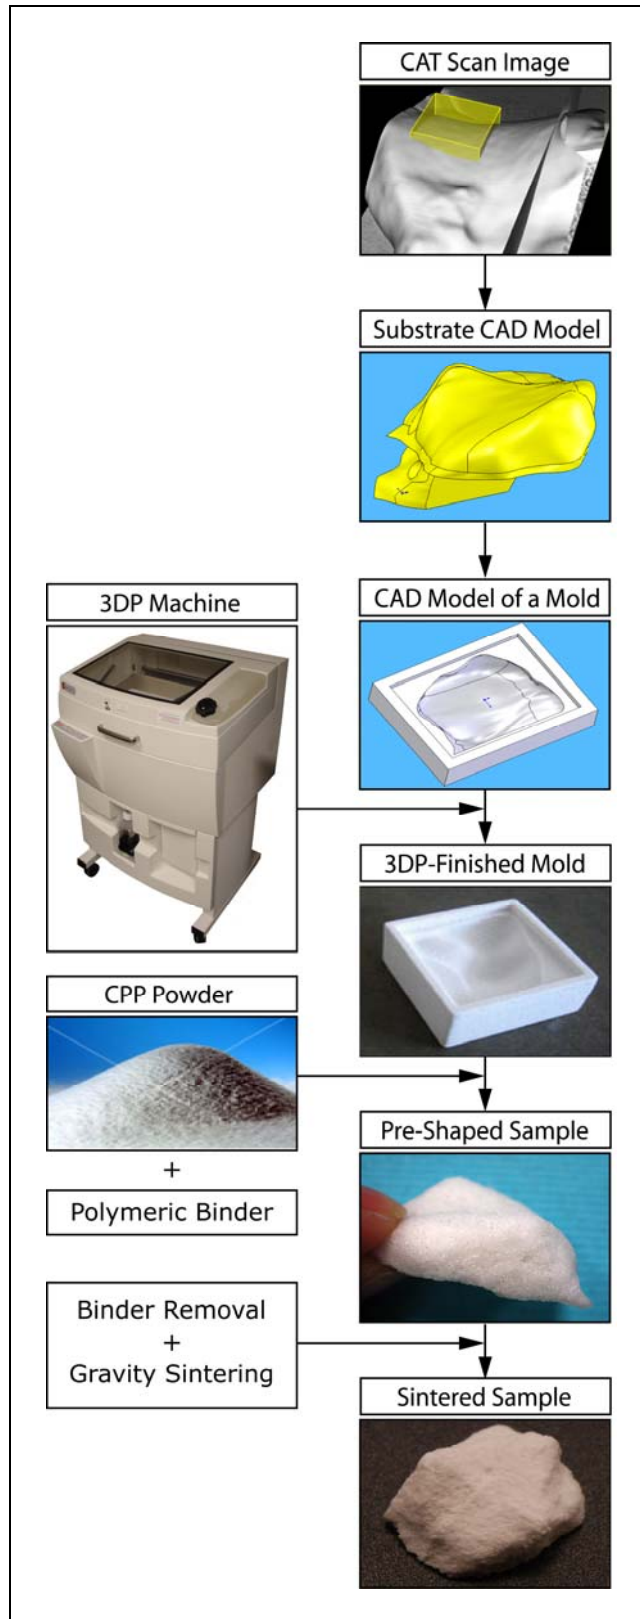 CAT Scan Image
Substrate CAD Model
3DP Machine
CAD Model of a Mold
3DP-Finished Mold
CPP Powder
+
Polymeric Binder
Pre-Shaped Sample
Binder Removal
+
Gravity Sintering
Sintered Sample